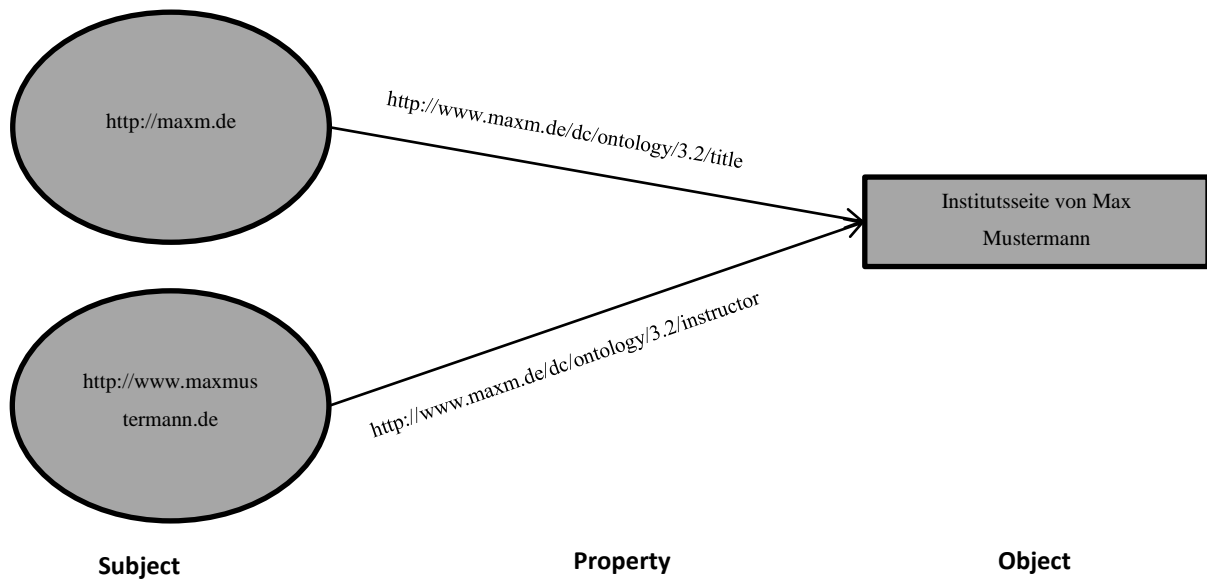 http://maxm.de
http://www.maxm.de/dc/ontology/3.2/title
Institutsseite von Max
Mustermann
http://www.maxmus
termann.de
http://www.maxm.de/dc/ontology/3.2/instructor
Subject
Property
Object